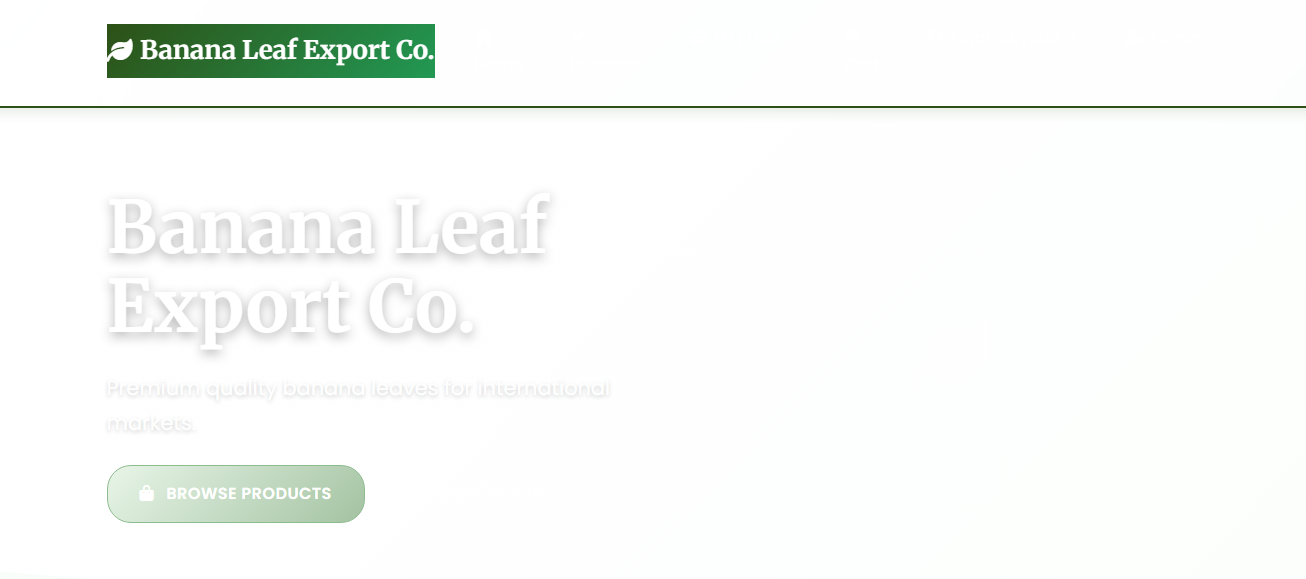 Banana Leaf Export Co.
Banana Leaf
Export Co.
Premium quality banana leaves for international
markets.
BROWSE PRODUCTS